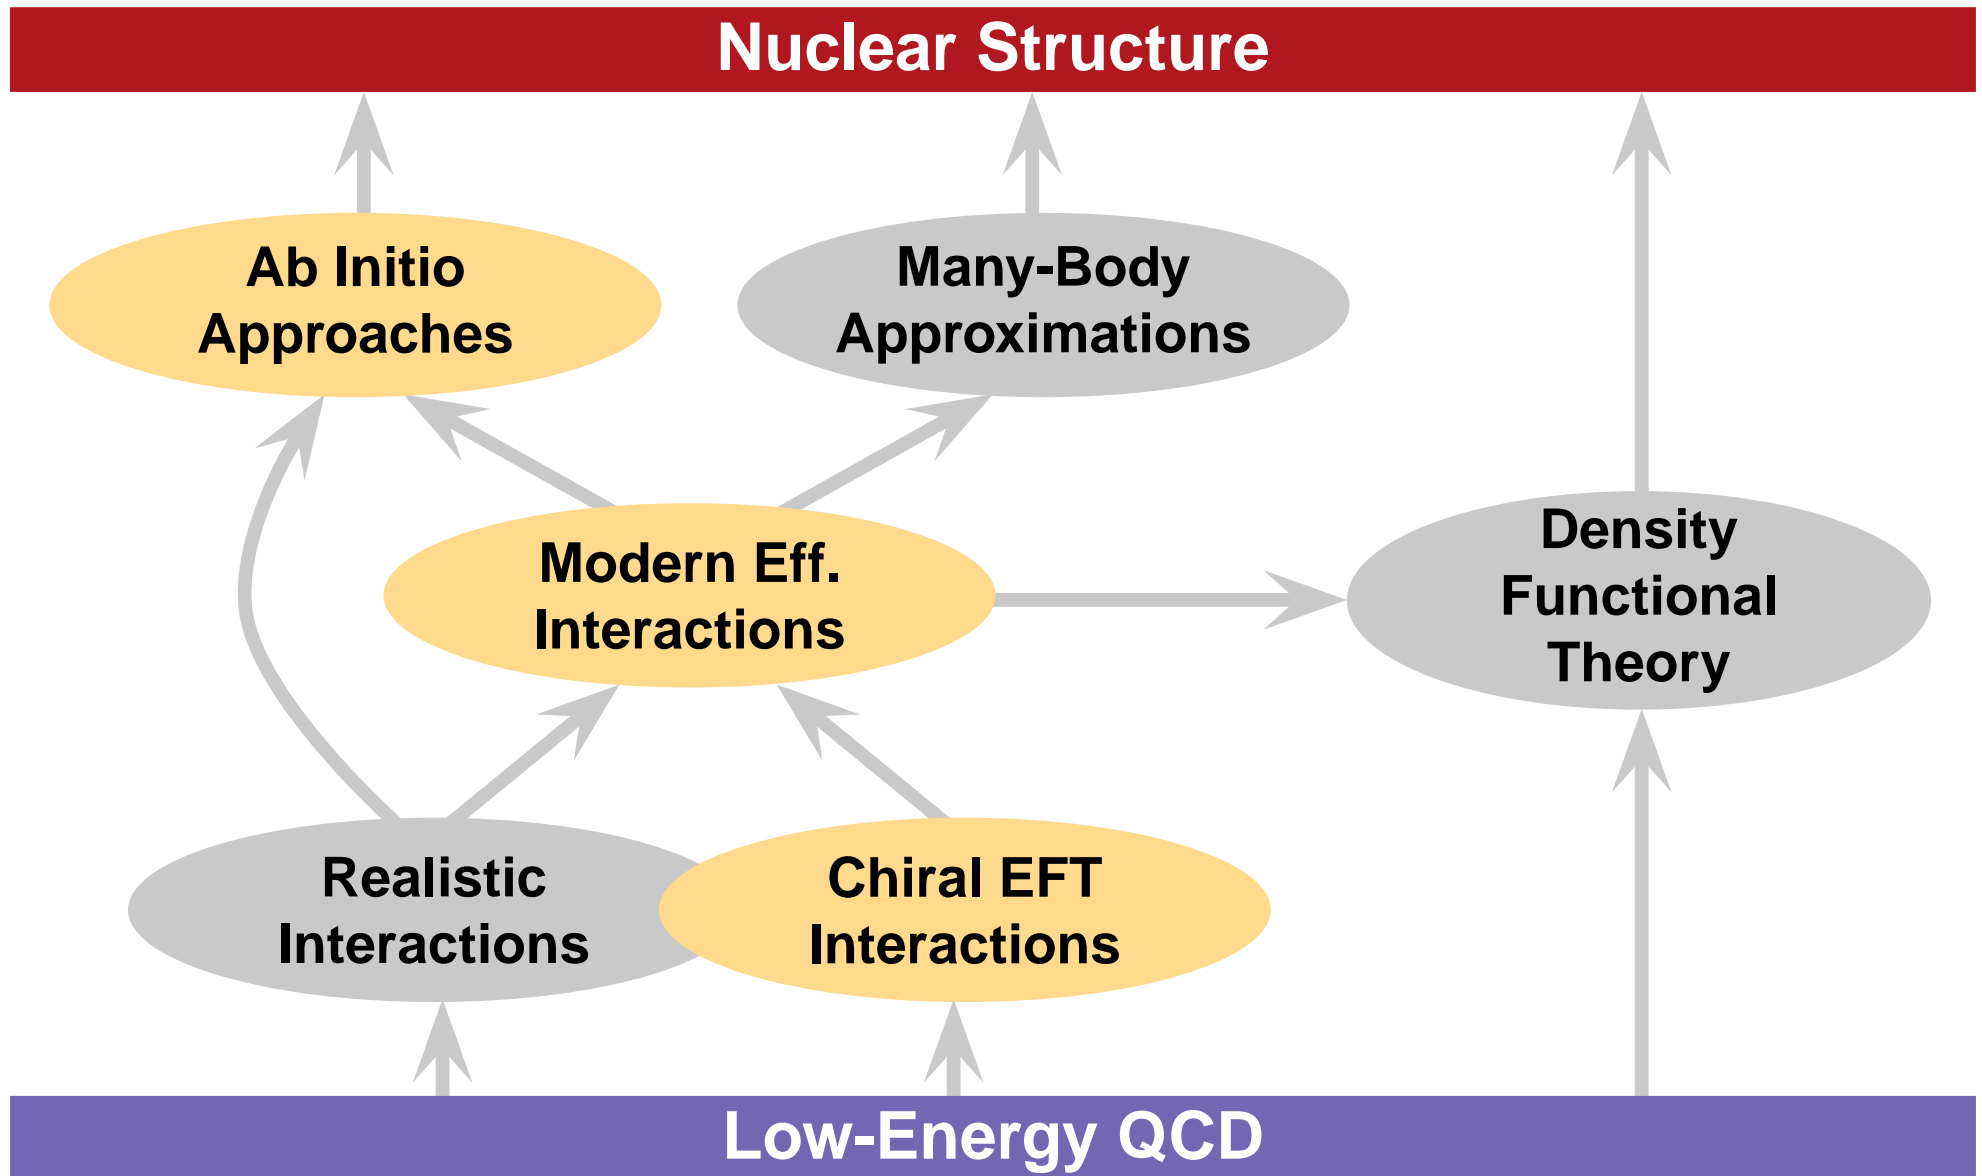 Nuclear Structure
Ab Initio
Approaches
Many-Body
Approximations
Density
Functional
Theory
Modern Eff.
Interactions
Realistic
Interactions
Chiral EFT
Interactions
Low-Energy QCD